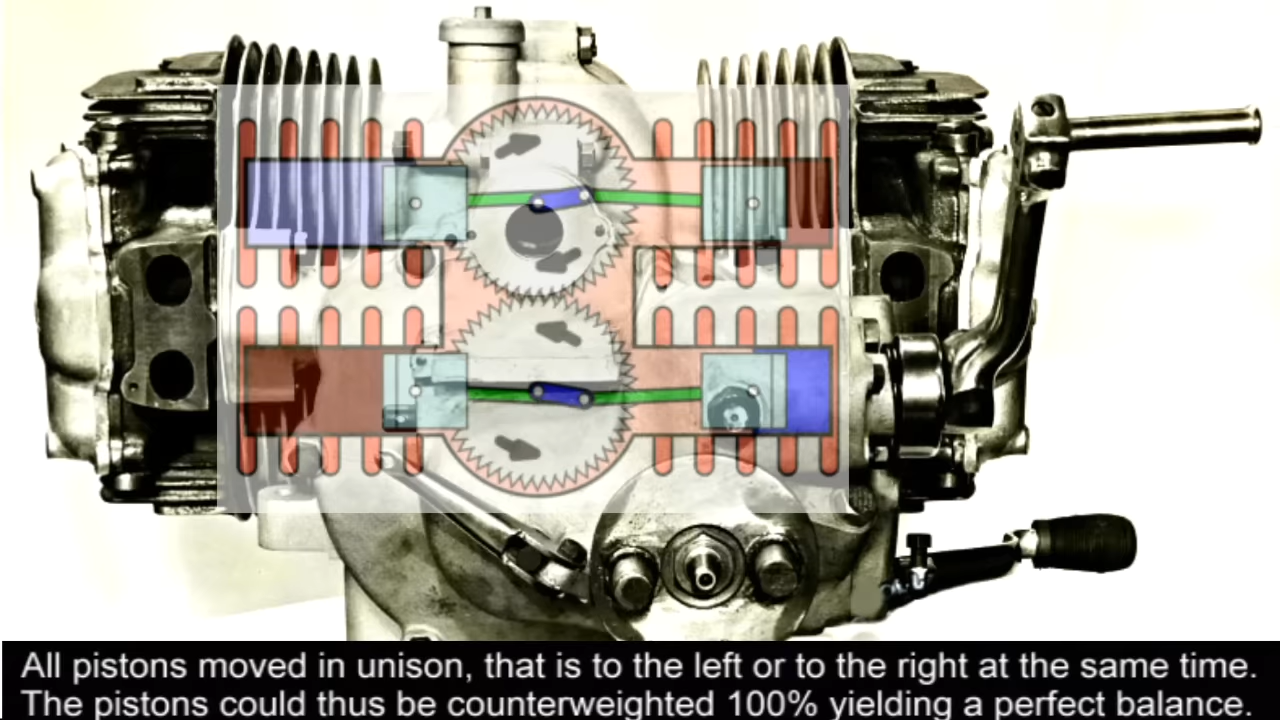 All pistons moved in unison, that is to the left or to the right at the same time.
The pistons could thus be counterweighted 100% yielding a perfect balance.